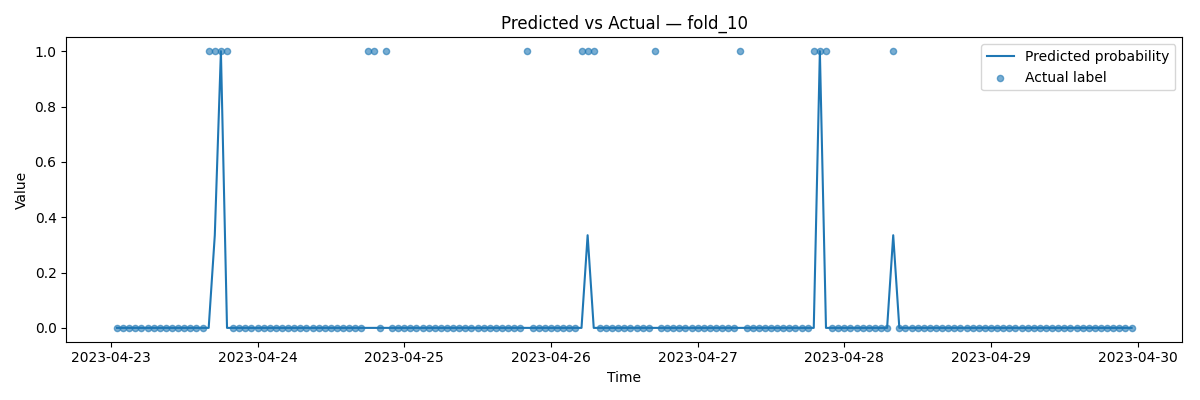 Predicted vs Actual — fold_10
Value
1.0
0.8
0.6
0.4
0.2
0.0
Predicted probability
Actual label
2023-04-23
2023-04-24
2023-04-25
2023-04-26
2023-04-27
2023-04-28
2023-04-29
2023-04-30
Time